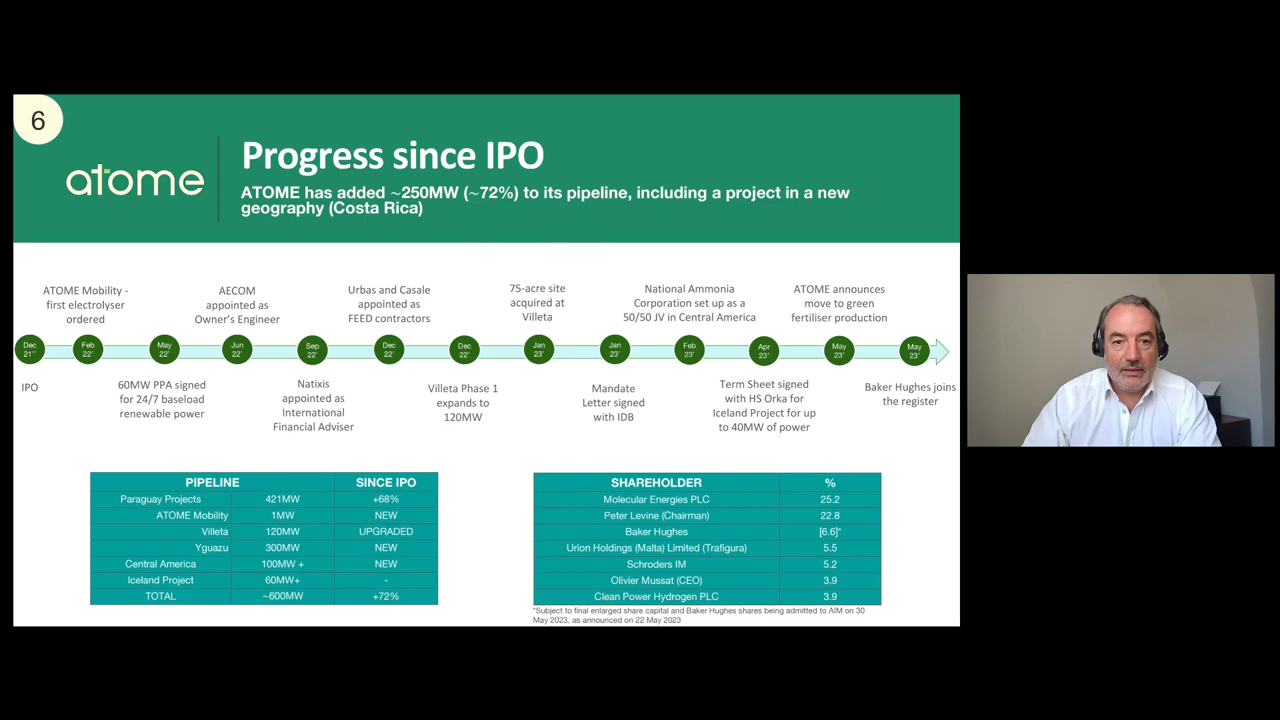 6
atome
Progress since IPO
ATOME has added ~250MW (~72%) to its pipeline, including a project in a new
geography (Costa Rica)
ATOME Mobility -
first electrolyser
ordered
AECOM
appointed as
Owner's Engineer
Urbas and Casale
appointed as
FEED contractors
75-acre site
acquired at
Villeta
National Ammonia
Corporation set up as a
50/50 JV in Central America
ATOME announces
move to green
fertiliser production
Dec
21''
Feb
22'
May
22'
Jun
22'
Sep
22'
Dec
22'
Dec
22'
Jan
23'
Jan
23'
Feb
23'
Apr
23'
May
23'
May
23'
IPO
60MW PPA signed
for 24/7 baseload
renewable power
Natixis
appointed as
International
Financial Adviser
Villeta Phase 1
expands to
120MW
Mandate
Letter signed
with IDB
Term Sheet signed
with HS Orka for
Iceland Project for up
to 40MW of power
Baker Hughes joins
the register
PIPELINE SINCE IPO
Paraguay Projects 421MW +68%
ATOME Mobility 1MW NEW
Villeta 120MW UPGRADED
Yguazu 300MW NEW
Central America 100MW + NEW
Iceland Project 60MW+ -
TOTAL ~600MW +72%
SHAREHOLDER %
Molecular Energies PLC 25.2
Peter Levine (Chairman) 22.8
Baker Hughes [6.6]*
Urion Holdings (Malta) Limited (Trafigura) 5.5
Schroders IM 5.2
Olivier Mussat (CEO) 3.9
Clean Power Hydrogen PLC 3.9
*Subject to final enlarged share capital and Baker Hughes shares being admitted to AIM on 30
May 2023, as announced on 22 May 2023